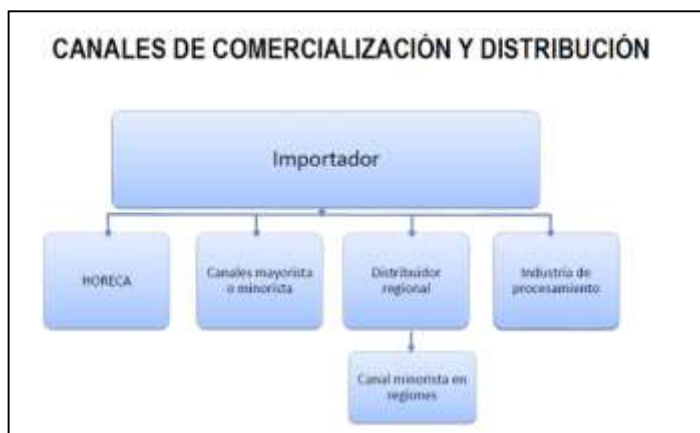 CANALES DE COMERCIALIZACIÓN Y DISTRIBUCIÓN
Importador
HORECA
Canales mayorista
o minorista
Distribuidor
regional
Industria de
procesamiento
Canal minorista en
regiones